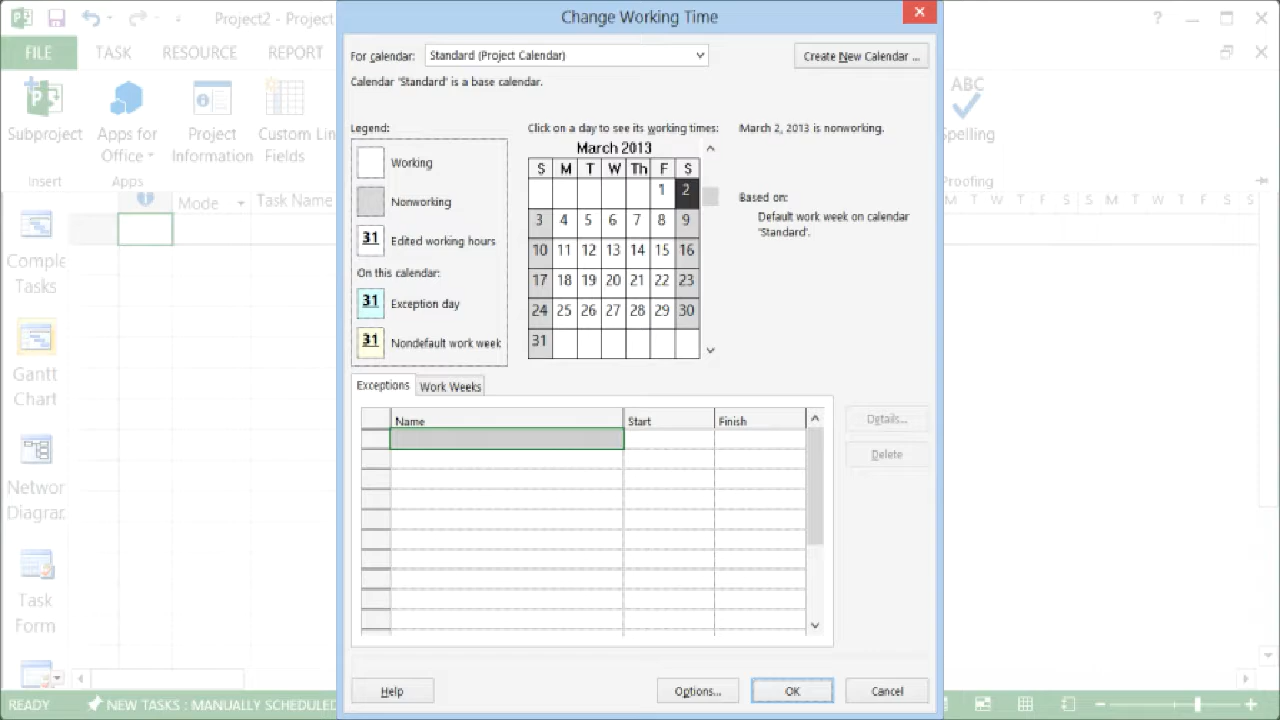 Project2 - Project
Change Working Time
FILE
TASK
RESOURCE
REPORT
Subproject
Apps for
Office
Project
Information
Custom
Fields
Lin
ABC
Spelling
Insert
Apps
Proofing
Mode
Task Name
M T W T F S S M T W T F S S
Comple
Tasks
Gantt
Chart
Networ
Diagrar
Task
Form
For calendar:
Standard (Project Calendar)
Create New Calendar ...
Calendar 'Standard' is a base calendar.
Legend:
Working
Nonworking
31 Edited working hours
On this calendar:
31 Exception day
31 Nondefault work week
Click on a day to see its working times:
March 2013
S M T W Th F S
1 2
3 4 5 6 7 8 9
10 11 12 13 14 15 16
17 18 19 20 21 22 23
24 25 26 27 28 29 30
31
March 2, 2013 is nonworking.
Based on:
Default work week on calendar
'Standard'.
Exceptions
Work Weeks
Name Start Finish
Details...
Delete
Help
Options...
OK
Cancel
READY
NEW TASKS : MANUALLY SCHEDULED